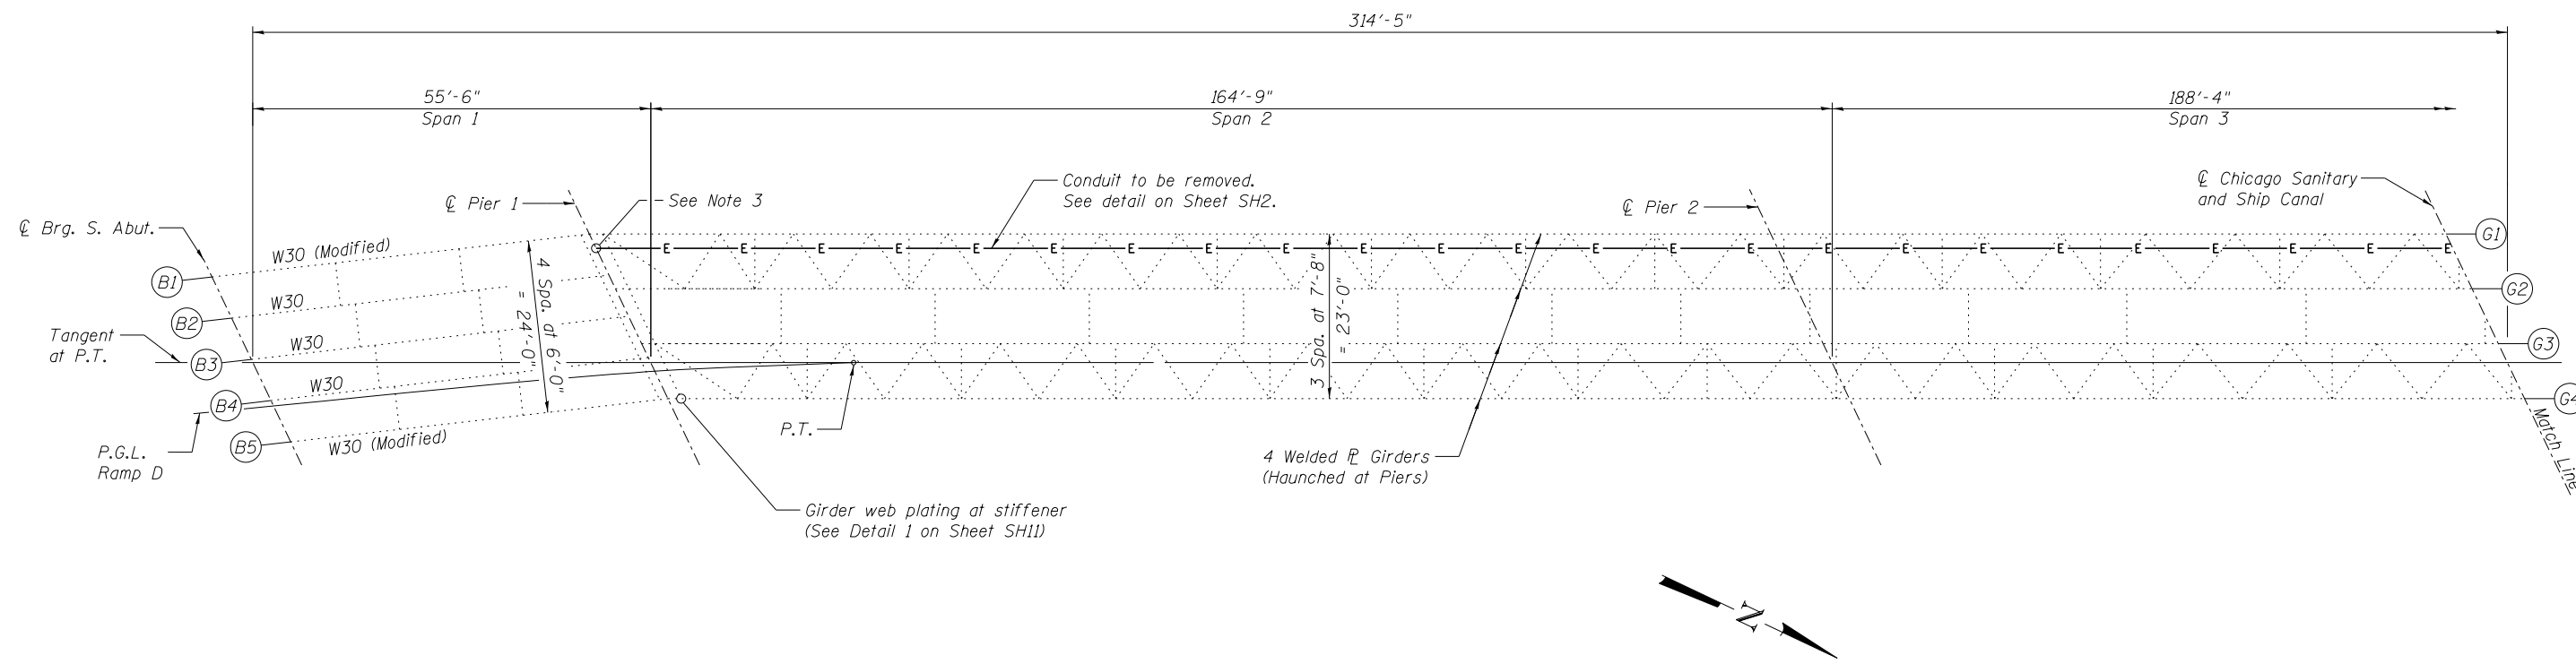 314'-5"
55'-6"
Span 1
164'-9"
Span 2
188'-4"
Span 3
℄ Brg. S. Abut.
℄ Pier 1
See Note 3
Conduit to be removed.
See detail on Sheet SH2.
℄ Pier 2
℄ Chicago Sanitary
and Ship Canal
W30 (Modified)
W30
W30
W30
W30 (Modified)
B1
B2
B3
B4
B5
Tangent
at P.T.
P.G.L.
Ramp D
4 Spa. at 6'-0"
= 24'-0"
E E E E E E E E E E E E E E E E E E E E E E E E
3 Spa. at 7'-8"
= 23'-0"
G1
G2
G3
G4
Match Line
P.T.
4 Welded ⅊ Girders
(Haunched at Piers)
Girder web plating at stiffener
(See Detail 1 on Sheet SH11)
N